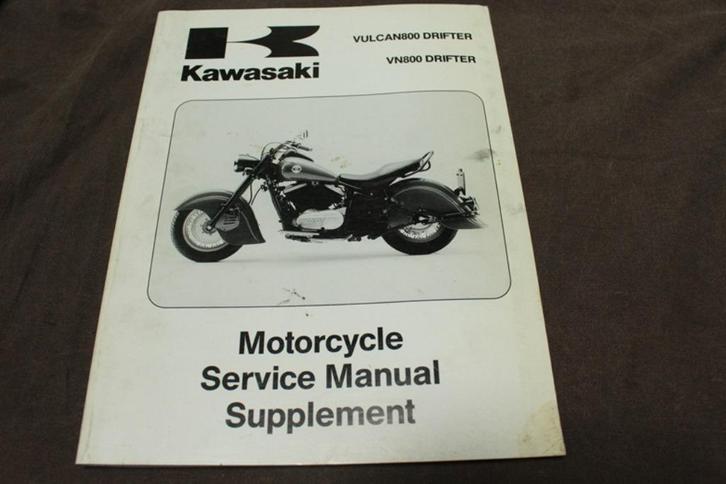 Kawasaki
VULCAN800 DRIFTER
VN800 DRIFTER
Motorcycle
Service Manual
Supplement